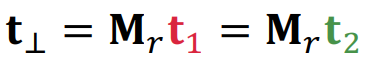 𝐭⊥ = 𝐌ᵣ𝐭₁ = 𝐌ᵣ𝐭₂